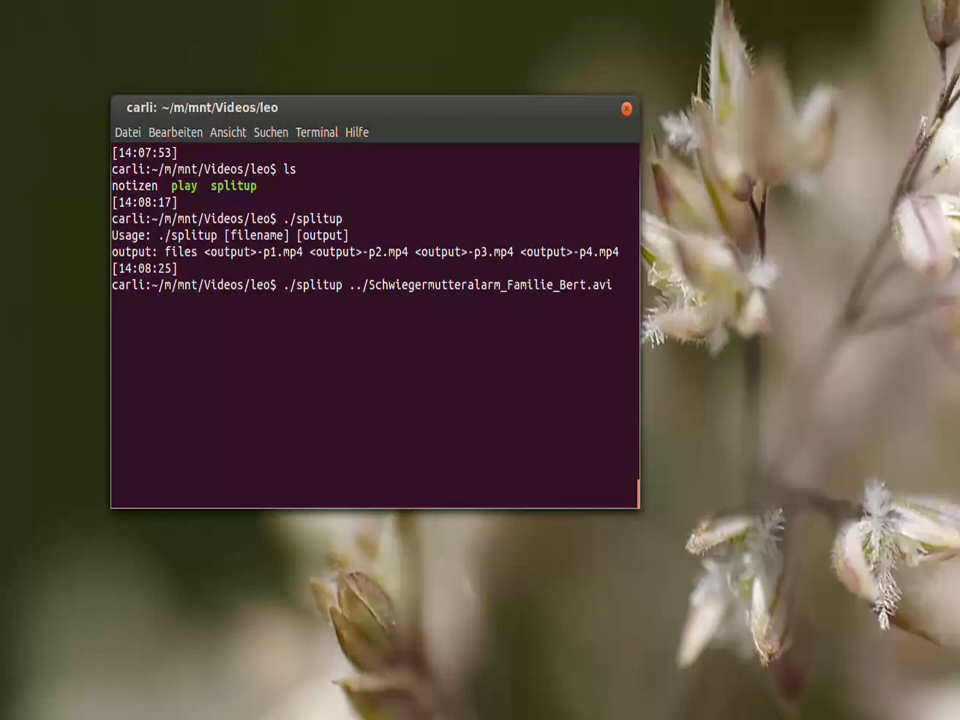 carli: ~/m/mnt/Videos/leo
Datei Bearbeiten Ansicht Suchen Terminal Hilfe
[14:07:53]
carli:~/m/mnt/Videos/leo$ ls
notizen play splitup
[14:08:17]
carli:~/m/mnt/Videos/leo$ ./splitup
Usage: ./splitup [filename] [output]
output: files <output>-p1.mp4 <output>-p2.mp4 <output>-p3.mp4 <output>-p4.mp4
[14:08:25]
carli:~/m/mnt/Videos/leo$ ./splitup ../Schwiegermutteralarm_Familie_Bert.avi